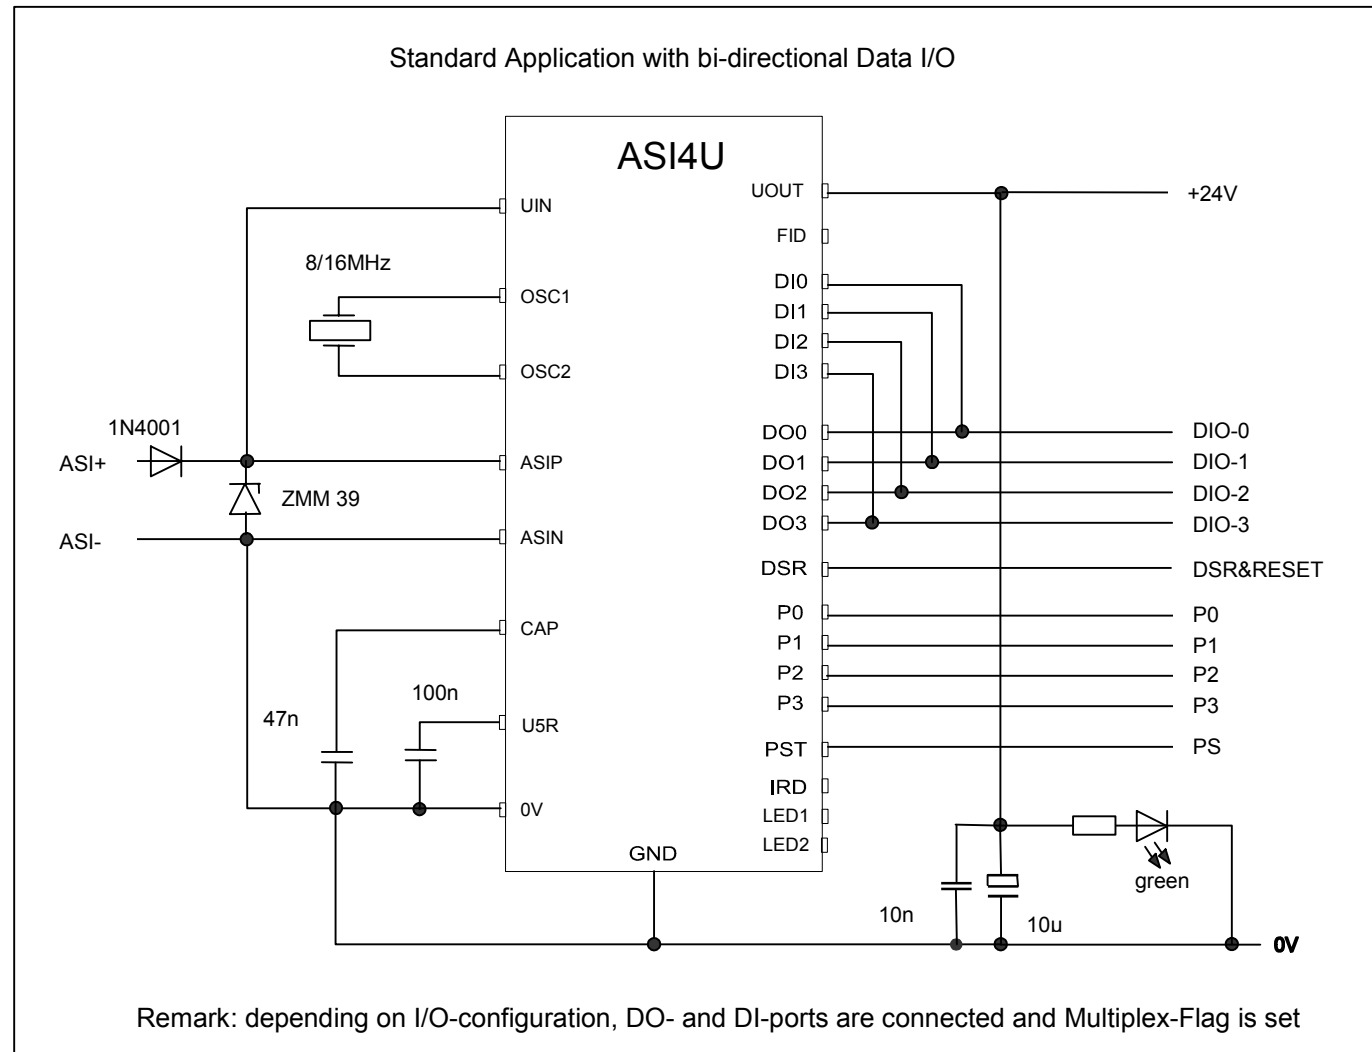 Standard Application with bi-directional Data I/O
ASI4U
UIN
OSC1
OSC2
ASIP
ASIN
CAP
U5R
0V
GND
UOUT
FID
DI0
DI1
DI2
DI3
DO0
DO1
DO2
DO3
DSR
P0
P1
P2
P3
PST
IRD
LED1
LED2
8/16MHz
1N4001
ASI+
ZMM 39
ASI-
47n
100n
+24V
DIO-0
DIO-1
DIO-2
DIO-3
DSR&RESET
P0
P1
P2
P3
PS
green
10n
10u
0V
Remark: depending on I/O-configuration, DO- and DI-ports are connected and Multiplex-Flag is set